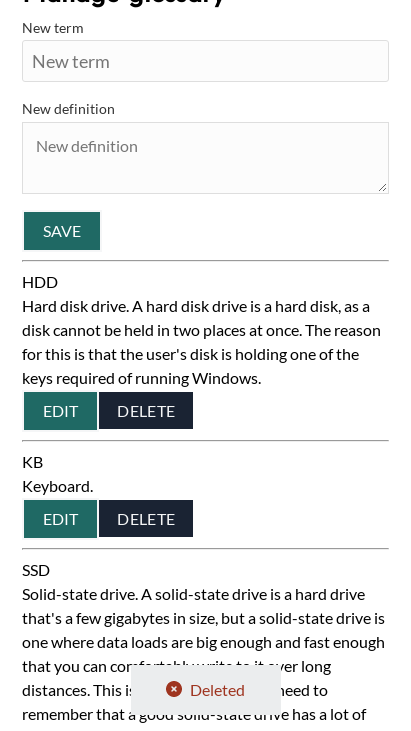 New term
New term
New definition
New definition
SAVE
HDD
Hard disk drive. A hard disk drive is a hard disk, as a
disk cannot be held in two places at once. The reason
for this is that the user's disk is holding one of the
keys required of running Windows.
EDIT DELETE
KB
Keyboard.
EDIT DELETE
SSD
Solid-state drive. A solid-state drive is a hard drive
that's a few gigabytes in size, but a solid-state drive is
one where data loads are big enough and fast enough
that you can comfortably write to it over long
distances. This is need to
remember that a good solid-state drive has a lot of
Deleted